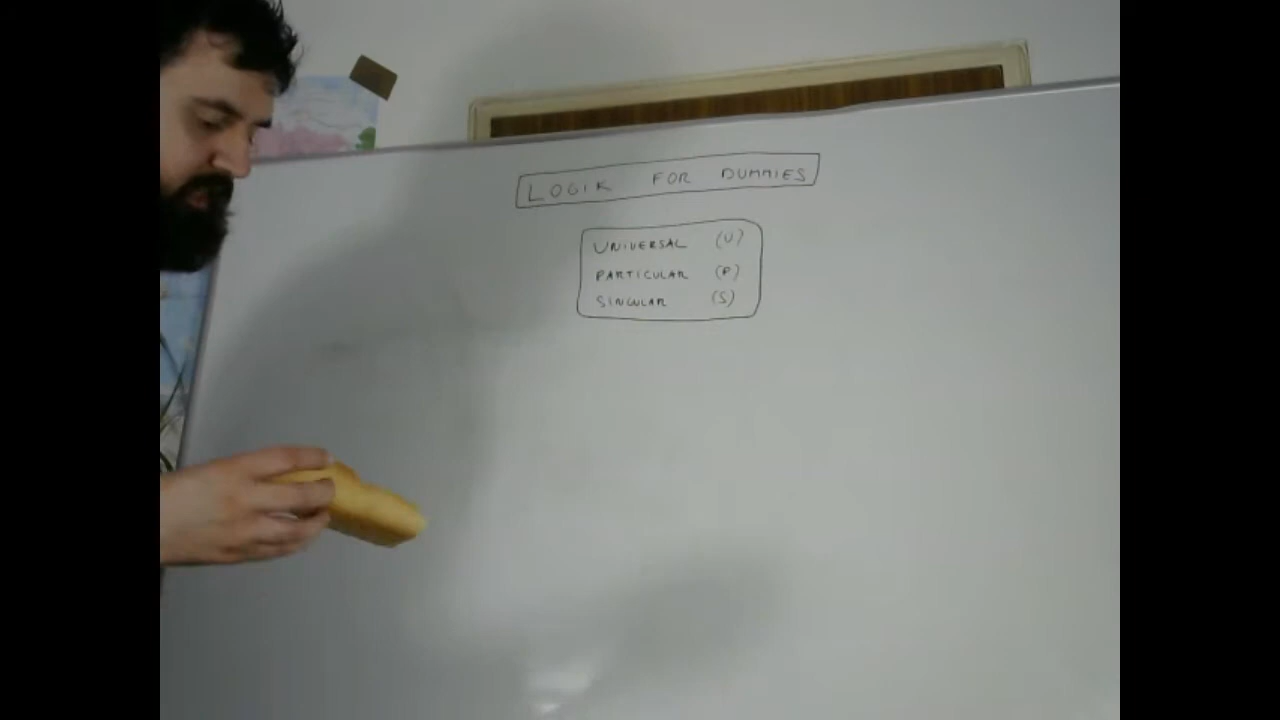 LOGIK FOR DUMMIES
UNIVERSAL (U)
PARTICULAR (P)
SINGULAR (S)